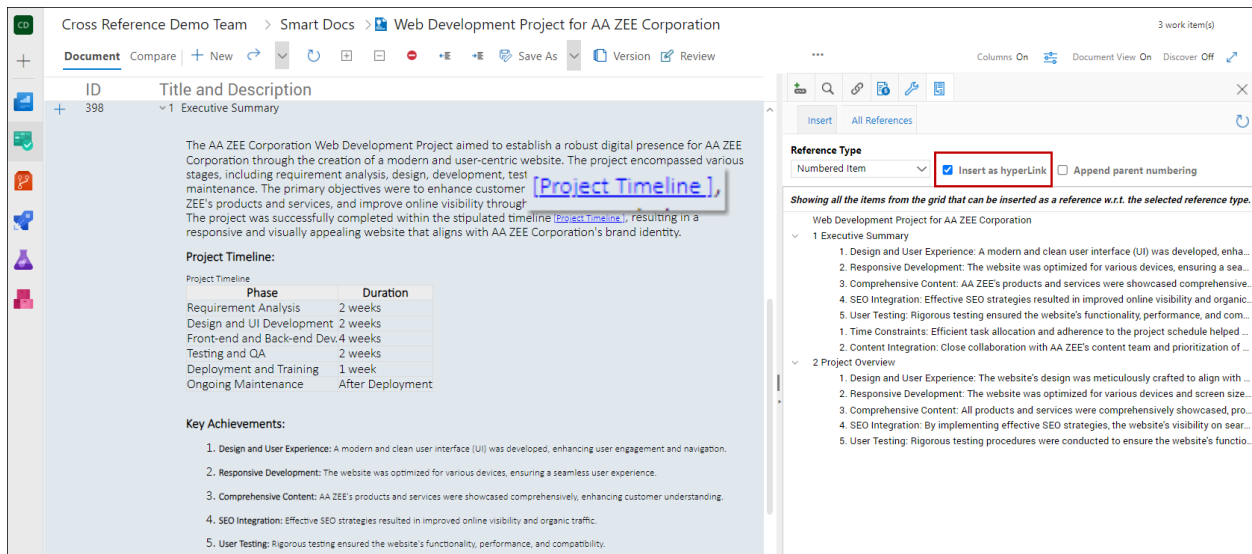 CD
Cross Reference Demo Team > Smart Docs > Web Development Project for AA ZEE Corporation
3 work item(s)
Document Compare New Save As Version Review ... Columns On Document View On Discover Off
ID Title and Description
398 1 Executive Summary
The AA ZEE Corporation Web Development Project aimed to establish a robust digital presence for AA ZEE
Corporation through the creation of a modern and user-centric website. The project encompassed various
stages, including requirement analysis, design, development, test
maintenance. The primary objectives were to enhance customer
[Project Timeline ],
ZEE's products and services, and improve online visibility through
The project was successfully completed within the stipulated timeline [Project Timeline ], resulting in a
responsive and visually appealing website that aligns with AA ZEE Corporation's brand identity.
Project Timeline:
Project Timeline
Phase Duration
Requirement Analysis 2 weeks
Design and UI Development 2 weeks
Front-end and Back-end Dev. 4 weeks
Testing and QA 2 weeks
Deployment and Training 1 week
Ongoing Maintenance After Deployment
Key Achievements:
1. Design and User Experience: A modern and clean user interface (UI) was developed, enhancing user engagement and navigation.
2. Responsive Development: The website was optimized for various devices, ensuring a seamless user experience.
3. Comprehensive Content: AA ZEE's products and services were showcased comprehensively, enhancing customer understanding.
4. SEO Integration: Effective SEO strategies resulted in improved online visibility and organic traffic.
5. User Testing: Rigorous testing ensured the website's functionality, performance, and compatibility.
Insert All References
Reference Type
Numbered Item Insert as hyperLink Append parent numbering
Showing all the items from the grid that can be inserted as a reference w.r.t. the selected reference type.
Web Development Project for AA ZEE Corporation
1 Executive Summary
1. Design and User Experience: A modern and clean user interface (UI) was developed, enha...
2. Responsive Development: The website was optimized for various devices, ensuring a sea...
3. Comprehensive Content: AA ZEE's products and services were showcased comprehensive...
4. SEO Integration: Effective SEO strategies resulted in improved online visibility and organic...
5. User Testing: Rigorous testing ensured the website's functionality, performance, and com...
1. Time Constraints: Efficient task allocation and adherence to the project schedule helped ...
2. Content Integration: Close collaboration with AA ZEE's content team and prioritization of ...
2 Project Overview
1. Design and User Experience: The website's design was meticulously crafted to align with ...
2. Responsive Development: The website was optimized for various devices and screen size...
3. Comprehensive Content: All products and services were comprehensively showcased, pro...
4. SEO Integration: By implementing effective SEO strategies, the website's visibility on sear...
5. User Testing: Rigorous testing procedures were conducted to ensure the website's functio...